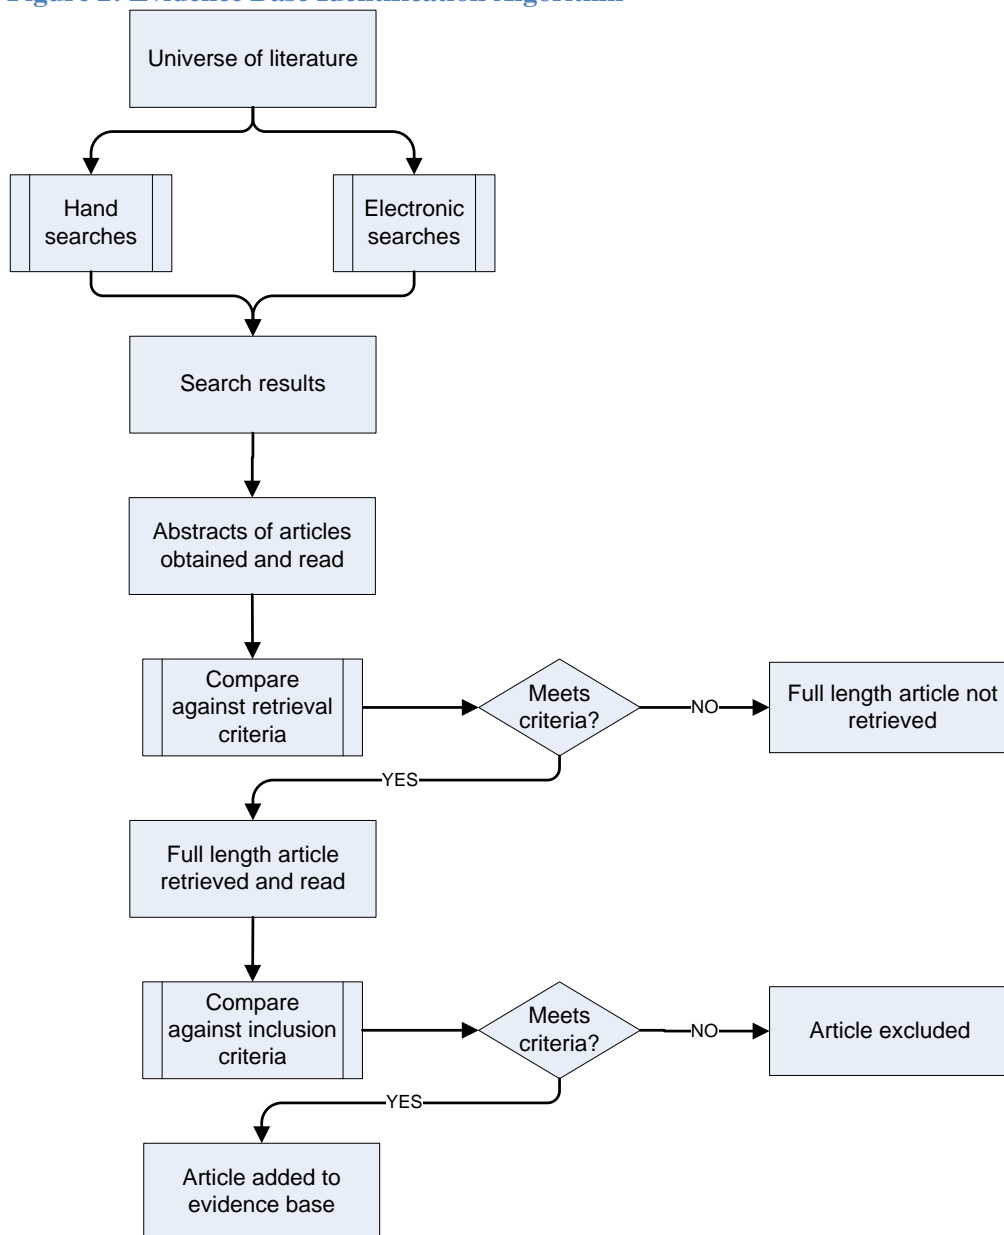 Universe of literature
Hand
searches
Electronic
searches
Search results
Abstracts of articles
obtained and read
Compare
against retrieval
criteria
Meets
criteria?
NO
Full length article not
retrieved
YES
Full length article
retrieved and read
Compare
against inclusion
criteria
Meets
criteria?
NO
Article excluded
YES
Article added to
evidence base